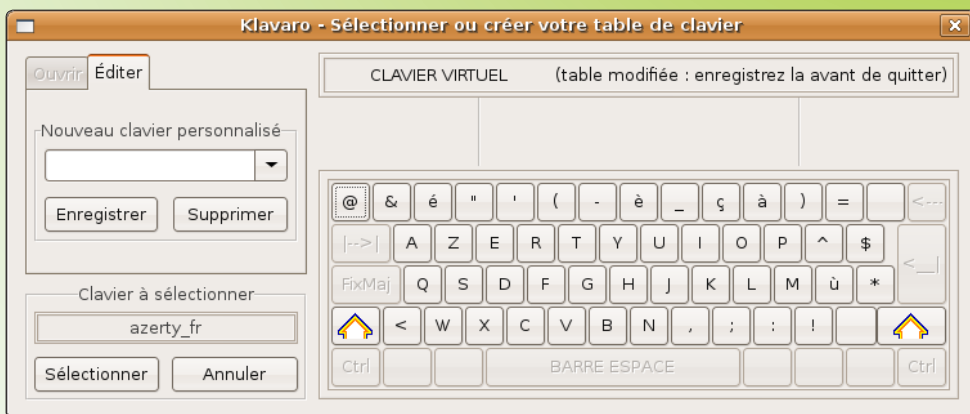 Klavaro - Sélectionner ou créer votre table de clavier
Ouvrir Éditer
CLAVIER VIRTUEL (table modifiée : enregistrez la avant de quitter)
Nouveau clavier personnalisé
Enregistrer Supprimer
Clavier à sélectionner
azerty_fr
Sélectionner Annuler
@ & é " ' ( - è _ ç à ) = <---
|-->| A Z E R T Y U I O P ^ $
<__|
FixMaj Q S D F G H J K L M ù *
< W X C V B N , ; : !
Ctrl BARRE ESPACE Ctrl